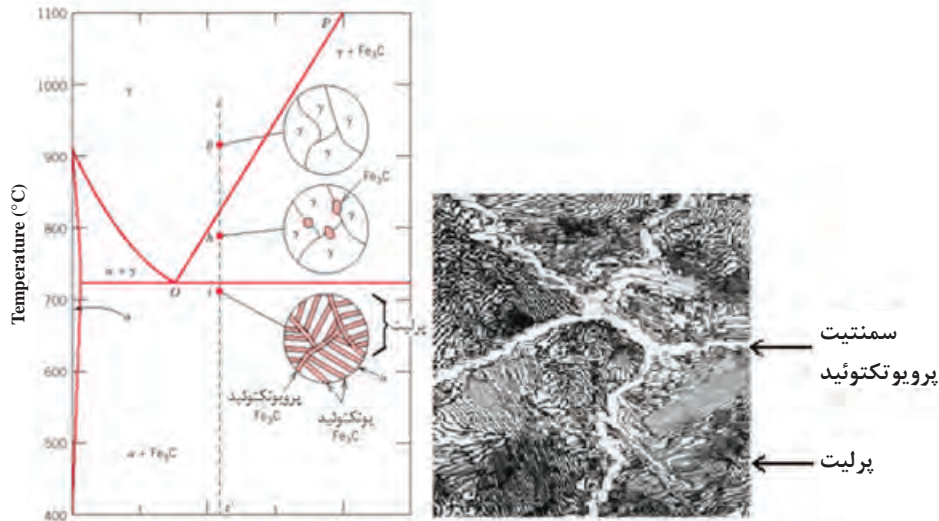 1100
1000
900
800
700
600
500
400
Temperature (°C)
P
γ + Fe₃C
γ
z
g
γ
γ
γ
γ
Fe₃C
h
γ
γ
γ
γ
α + γ
O
i
α
پرلیت
α
پرویوتکتوئید
Fe₃C
یوتکتوئید
Fe₃C
α + Fe₃C
z'
سمنتیت
پرویوتکتوئید
پرلیت